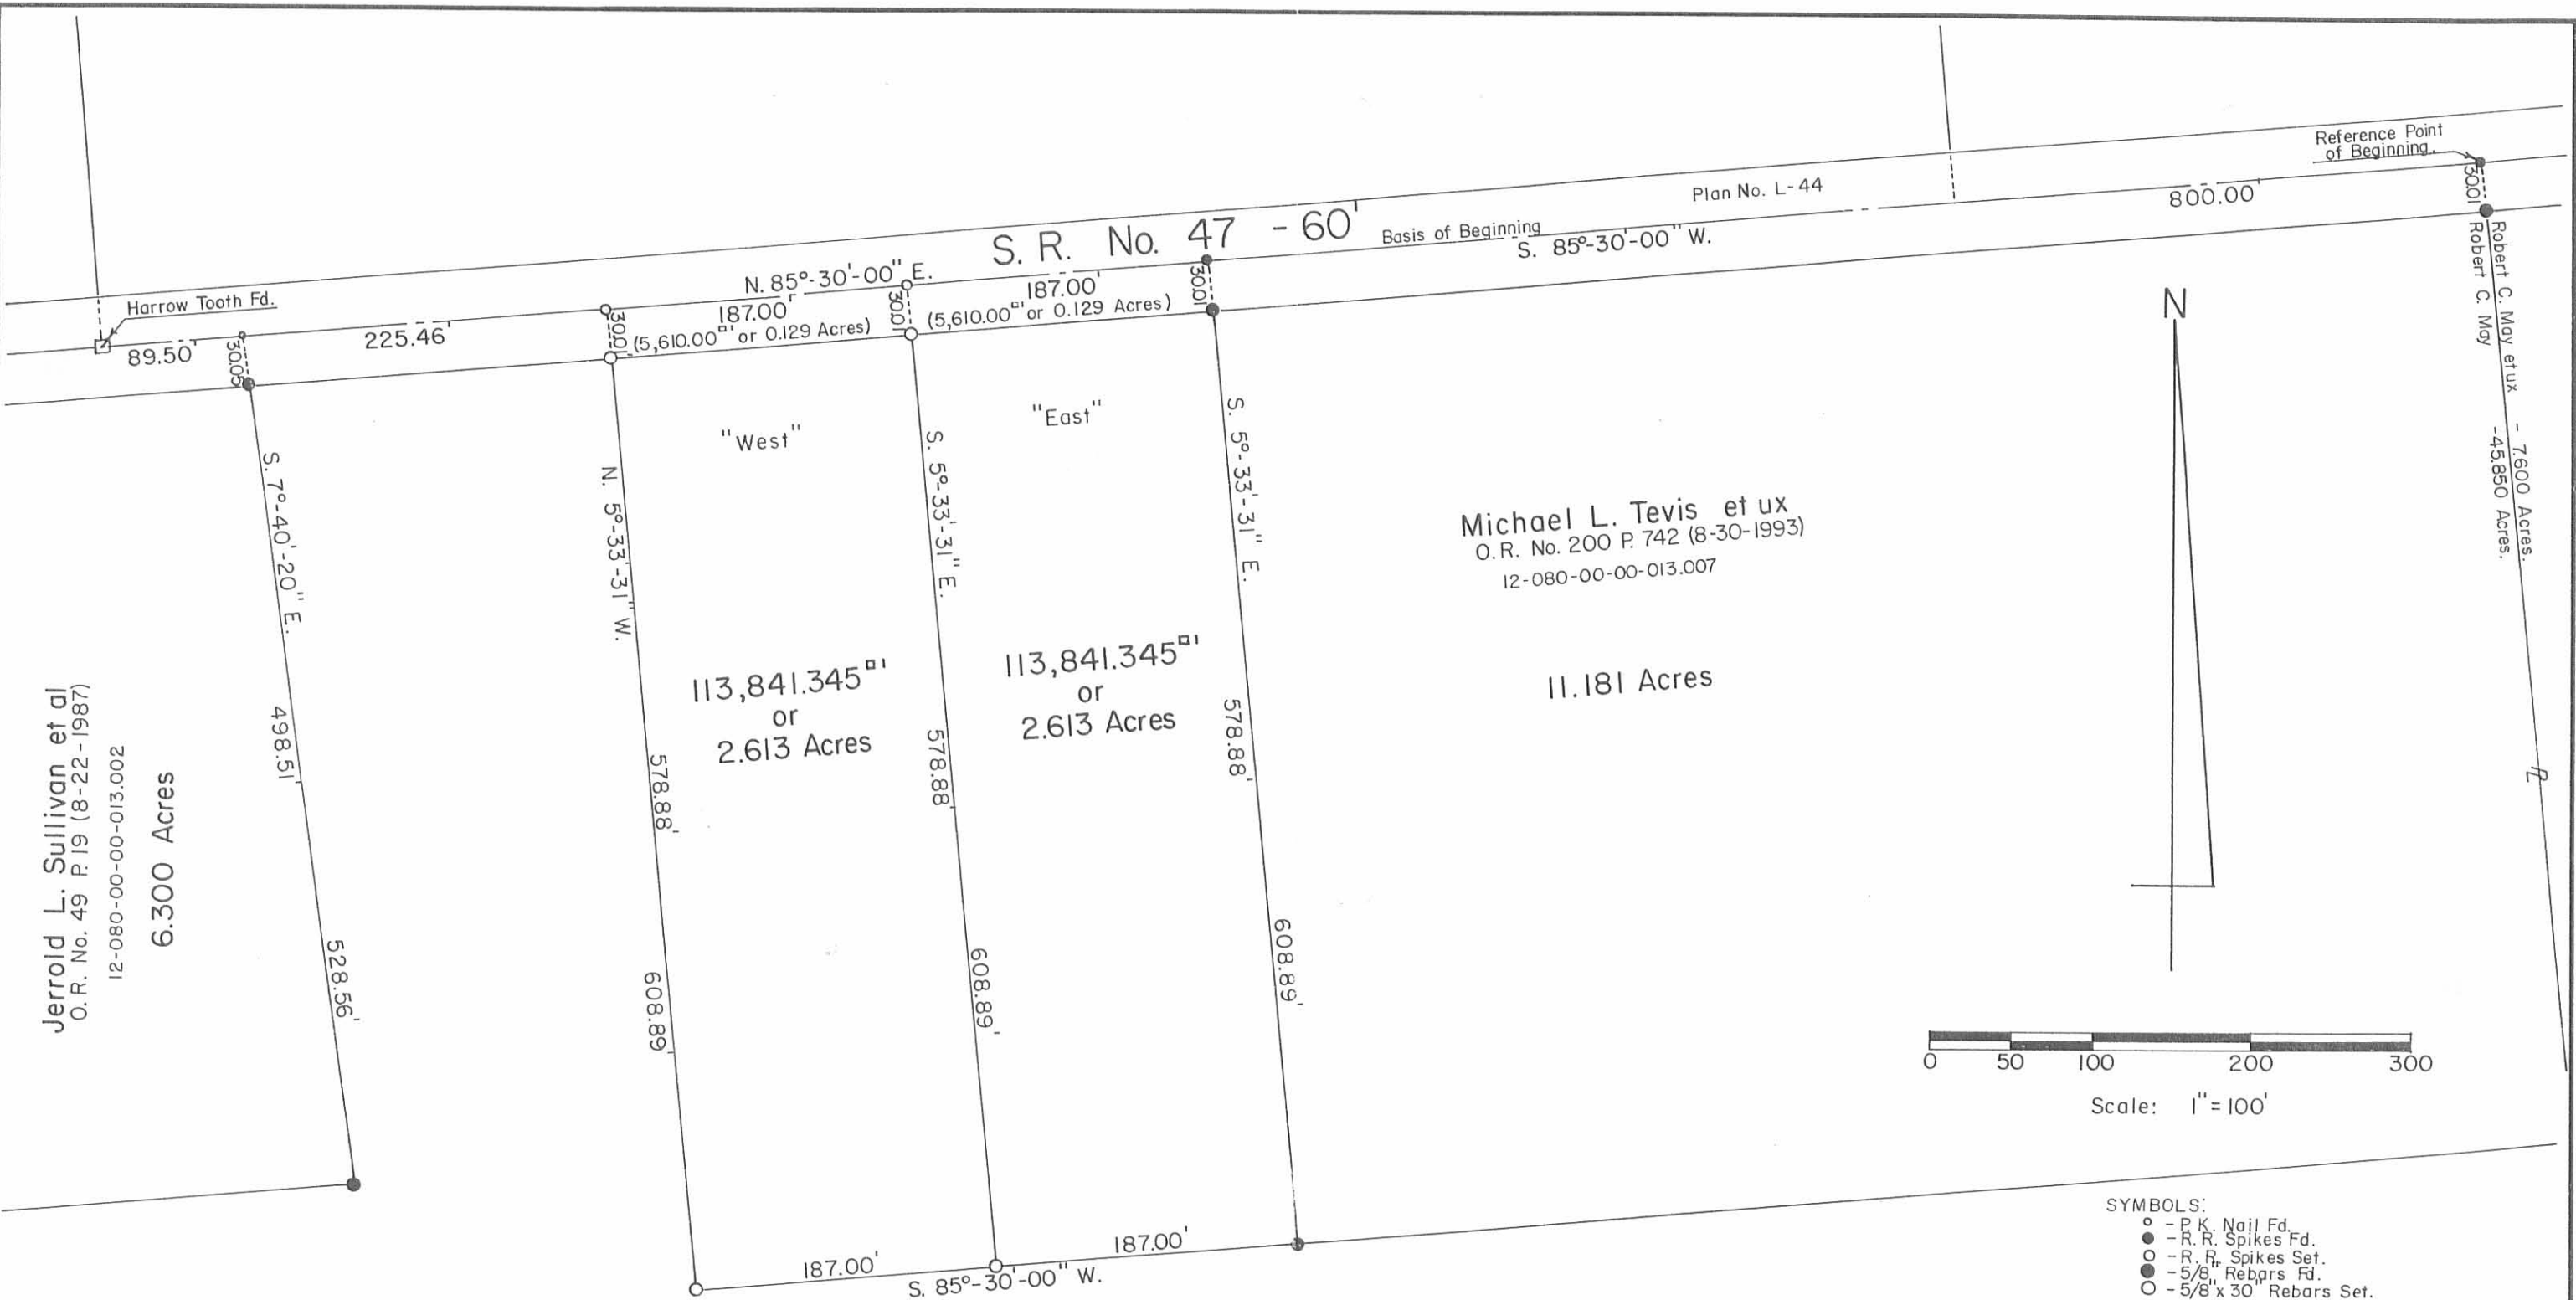 Reference Point
of Beginning
30.01'
800.00'
Plan No. L-44
S. R. No. 47 - 60'
Basis of Beginning
S. 85°-30'-00" W.
N. 85°-30'-00" E.
187.00'
187.00'
30.01'
30.01'
30.01'
(5,610.00□' or 0.129 Acres)
(5,610.00□' or 0.129 Acres)
Harrow Tooth Fd.
89.50'
30.05'
225.46'
Robert C. May et ux - 7.600 Acres.
Robert C. May -45.850 Acres.
N
"West"
"East"
S. 7°-40'-20" E.
498.51'
528.56'
N. 5°-33'-31" W.
578.88'
608.89'
S. 5°-33'-31" E.
578.88'
608.89'
S. 5°-33'-31" E.
578.88'
608.89'
113,841.345□'
or
2.613 Acres
113,841.345□'
or
2.613 Acres
Michael L. Tevis et ux
O.R. No. 200 P. 742 (8-30-1993)
12-080-00-00-013.007
11.181 Acres
Jerrold L. Sullivan et al
O.R. No. 49 P. 19 (8-22-1987)
12-080-00-00-013.002
6.300 Acres
PL
0 50 100 200 300
Scale: 1"=100'
187.00'
187.00'
S. 85°-30'-00" W.
SYMBOLS:
- P.K. Nail Fd.
- R.R. Spikes Fd.
- R.R. Spikes Set.
- 5/8" Rebars Fd.
- 5/8" x 30" Rebars Set.